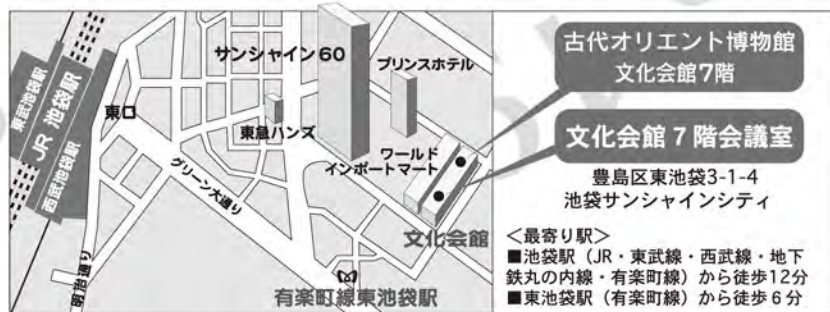 東武池袋駅
JR 池袋駅
西武池袋駅
東口
明治通り
グリーン大通り
サンシャイン60
東急ハンズ
プリンスホテル
ワールド
インポートマート
文化会館
有楽町線東池袋駅
古代オリエント博物館
文化会館7階
文化会館7階会議室
豊島区東池袋3-1-4
池袋サンシャインシティ
＜最寄り駅＞
■池袋駅（JR・東武線・西武線・地下
鉄丸の内線・有楽町線）から徒歩12分
■東池袋駅（有楽町線）から徒歩6分